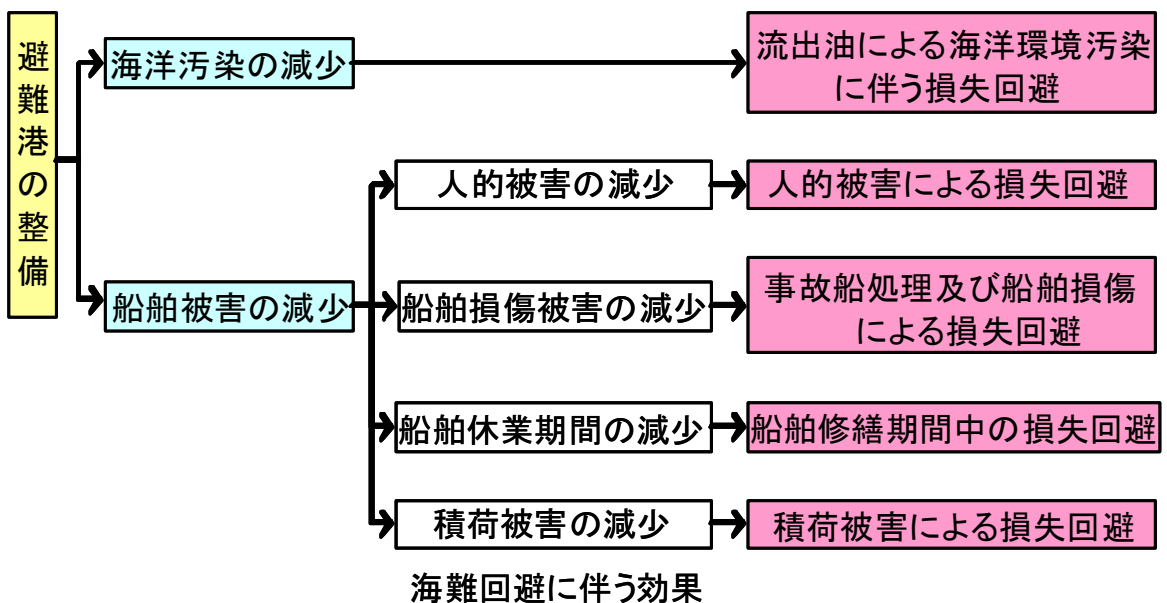 避難港の整備
海洋汚染の減少
流出油による海洋環境汚染
に伴う損失回避
人的被害の減少
人的被害による損失回避
船舶被害の減少
船舶損傷被害の減少
事故船処理及び船舶損傷
による損失回避
船舶休業期間の減少
船舶修繕期間中の損失回避
積荷被害の減少
積荷被害による損失回避
海難回避に伴う効果